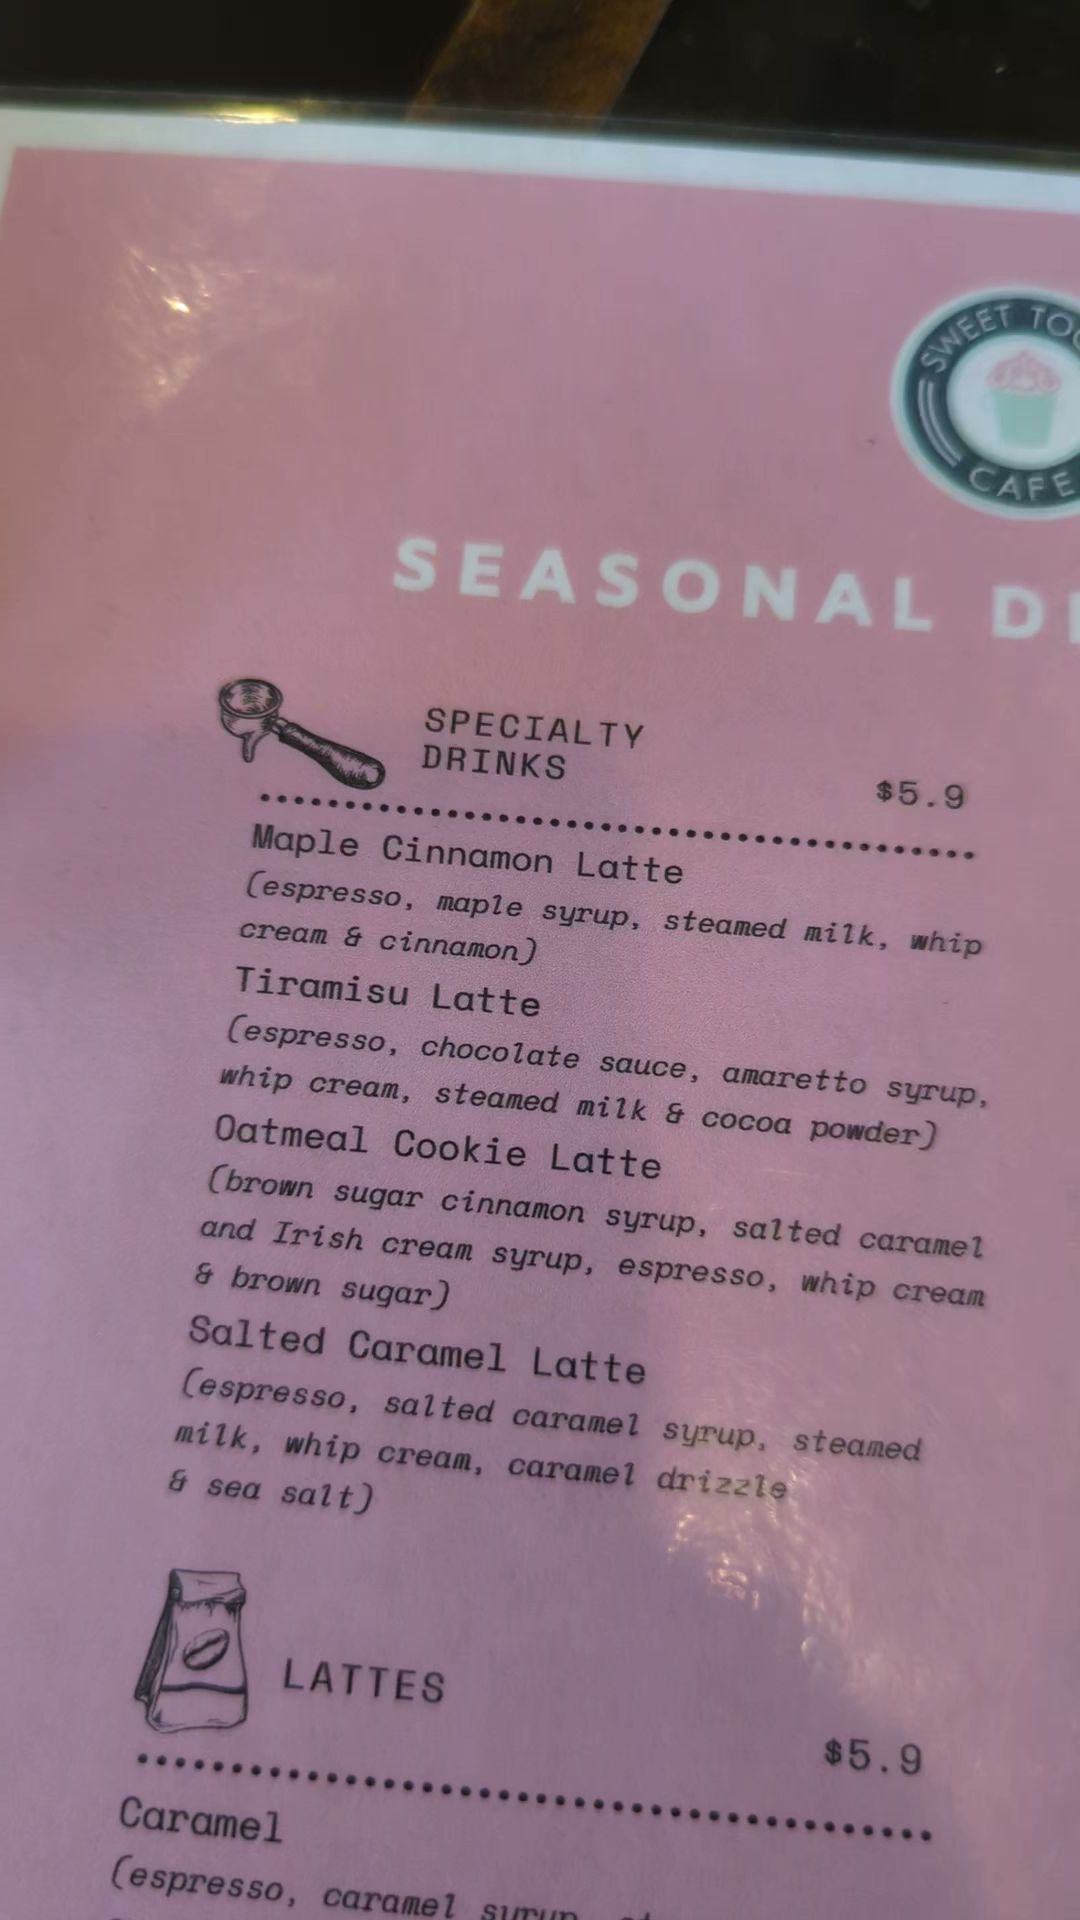 SWEET
CAFE
SEASONAL
SPECIALTY
DRINKS
$5.9
Maple Cinnamon Latte
(espresso, maple syrup, steamed milk, whip
cream & cinnamon)
Tiramisu Latte
(espresso, chocolate sauce, amaretto syrup,
whip cream, steamed milk & cocoa powder)
Oatmeal Cookie Latte
(brown sugar cinnamon syrup, salted caramel
and Irish cream syrup, espresso, whip cream
& brown sugar)
Salted Caramel Latte
(espresso, salted caramel syrup, steamed
milk, whip cream, caramel drizzle
& sea salt)
LATTES
$5.9
Caramel
(espresso, caramel syrup,